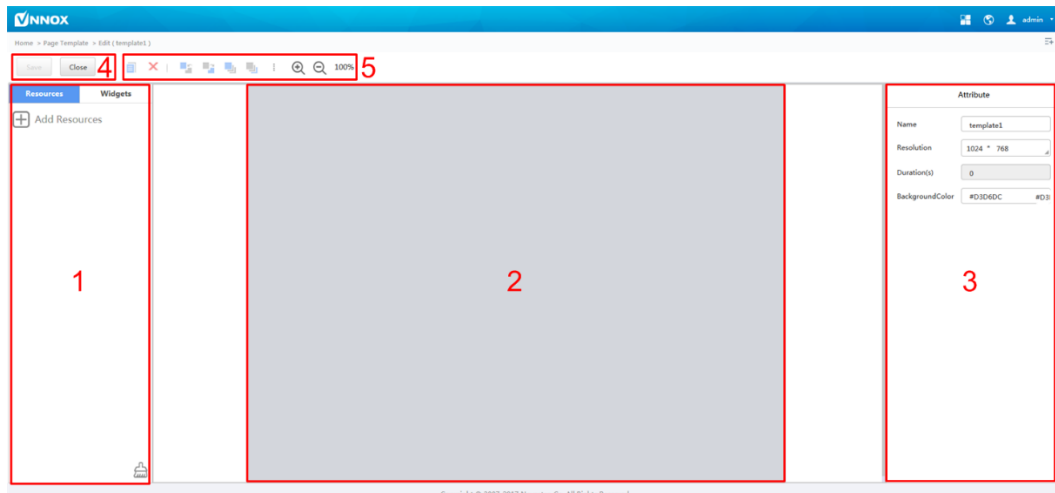 VNNOX
admin
Home > Page Template > Edit ( template1 )
Save Close 4 5 100%
Resources Widgets
Add Resources
Attribute
Name template1
Resolution 1024 * 768
Duration(s) 0
BackgroundColor #D3D6DC #D3
1
2
3